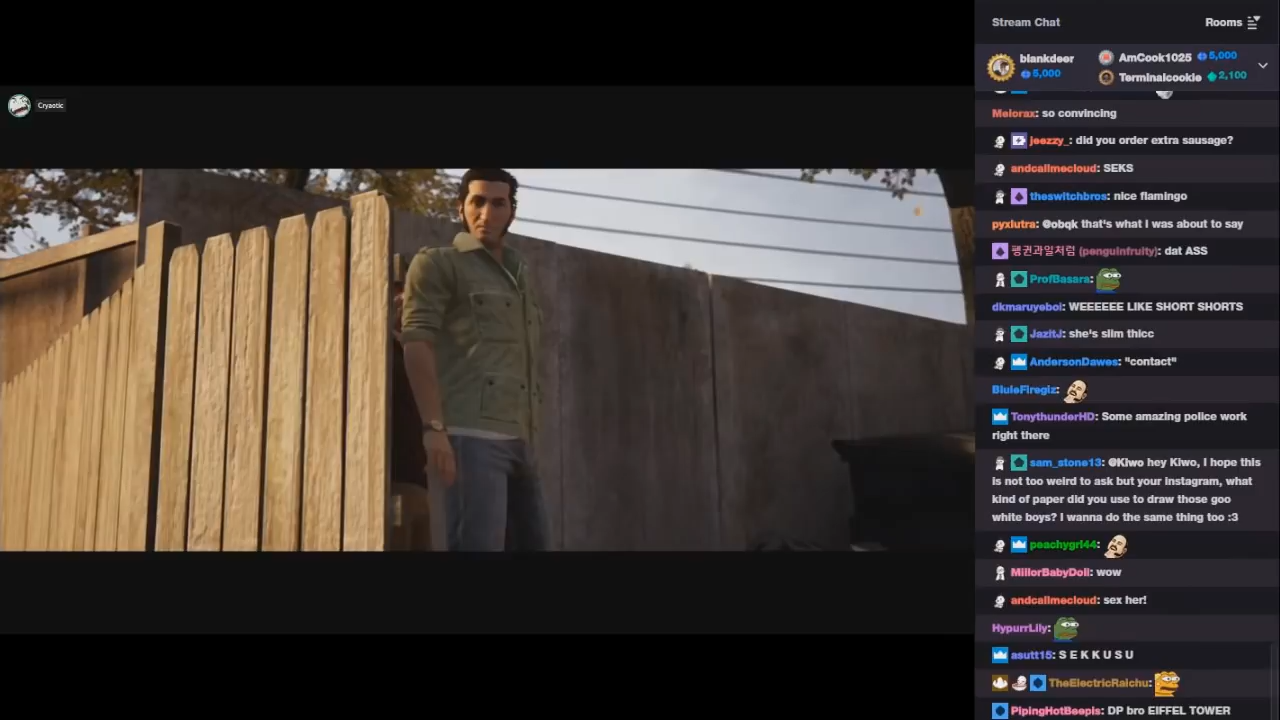 Stream Chat
Rooms
blankdeer
5,000
AmCook1025 5,000
Terminalcookie 2,100
Cryaotic
Meiorax: so convincing
jeezzy_: did you order extra sausage?
andcallmecloud: SEKS
theswitchbros: nice flamingo
pyxlutra: @obqk that's what I was about to say
펭귄과일처럼 (penguinfruity): dat ASS
ProfBasara:
dkmaruyeboi: WEEEEEE LIKE SHORT SHORTS
JazitJ: she's slim thicc
AndersonDawes: "contact"
BluleFiregiz:
TonythunderHD: Some amazing police work
right there
sam_stone13: @Kiwo hey Kiwo, I hope this
is not too weird to ask but your instagram, what
kind of paper did you use to draw those goo
white boys? I wanna do the same thing too :3
peachygrl44:
MillorBabyDoll: wow
andcallmecloud: sex her!
HypurrLily:
asutt15: S E K K U S U
TheElectricRaichu:
PipingHotBeepis: DP bro EIFFEL TOWER